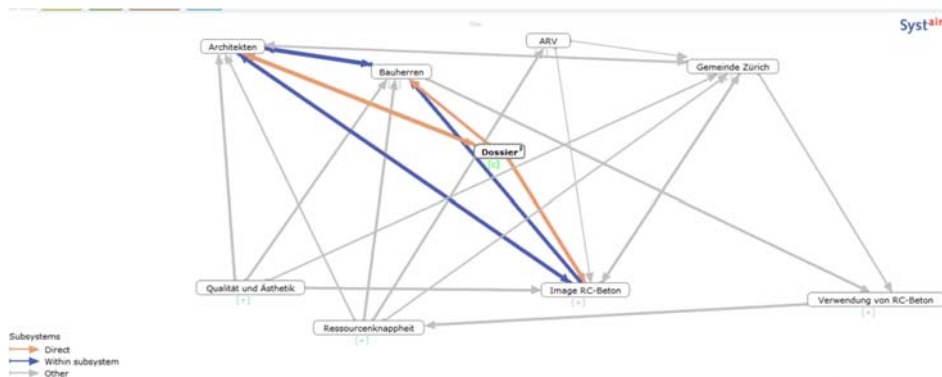 Systain
ARV
Architekten
Gemeinde Zürich
Bauherren
Dossier
[c]
Qualität und Ästhetik
[+]
Image RC-Beton
[+]
Verwendung von RC-Beton
[+]
Ressourcenknappheit
[+]
Subsystems
Direct
Within subsystem
Other